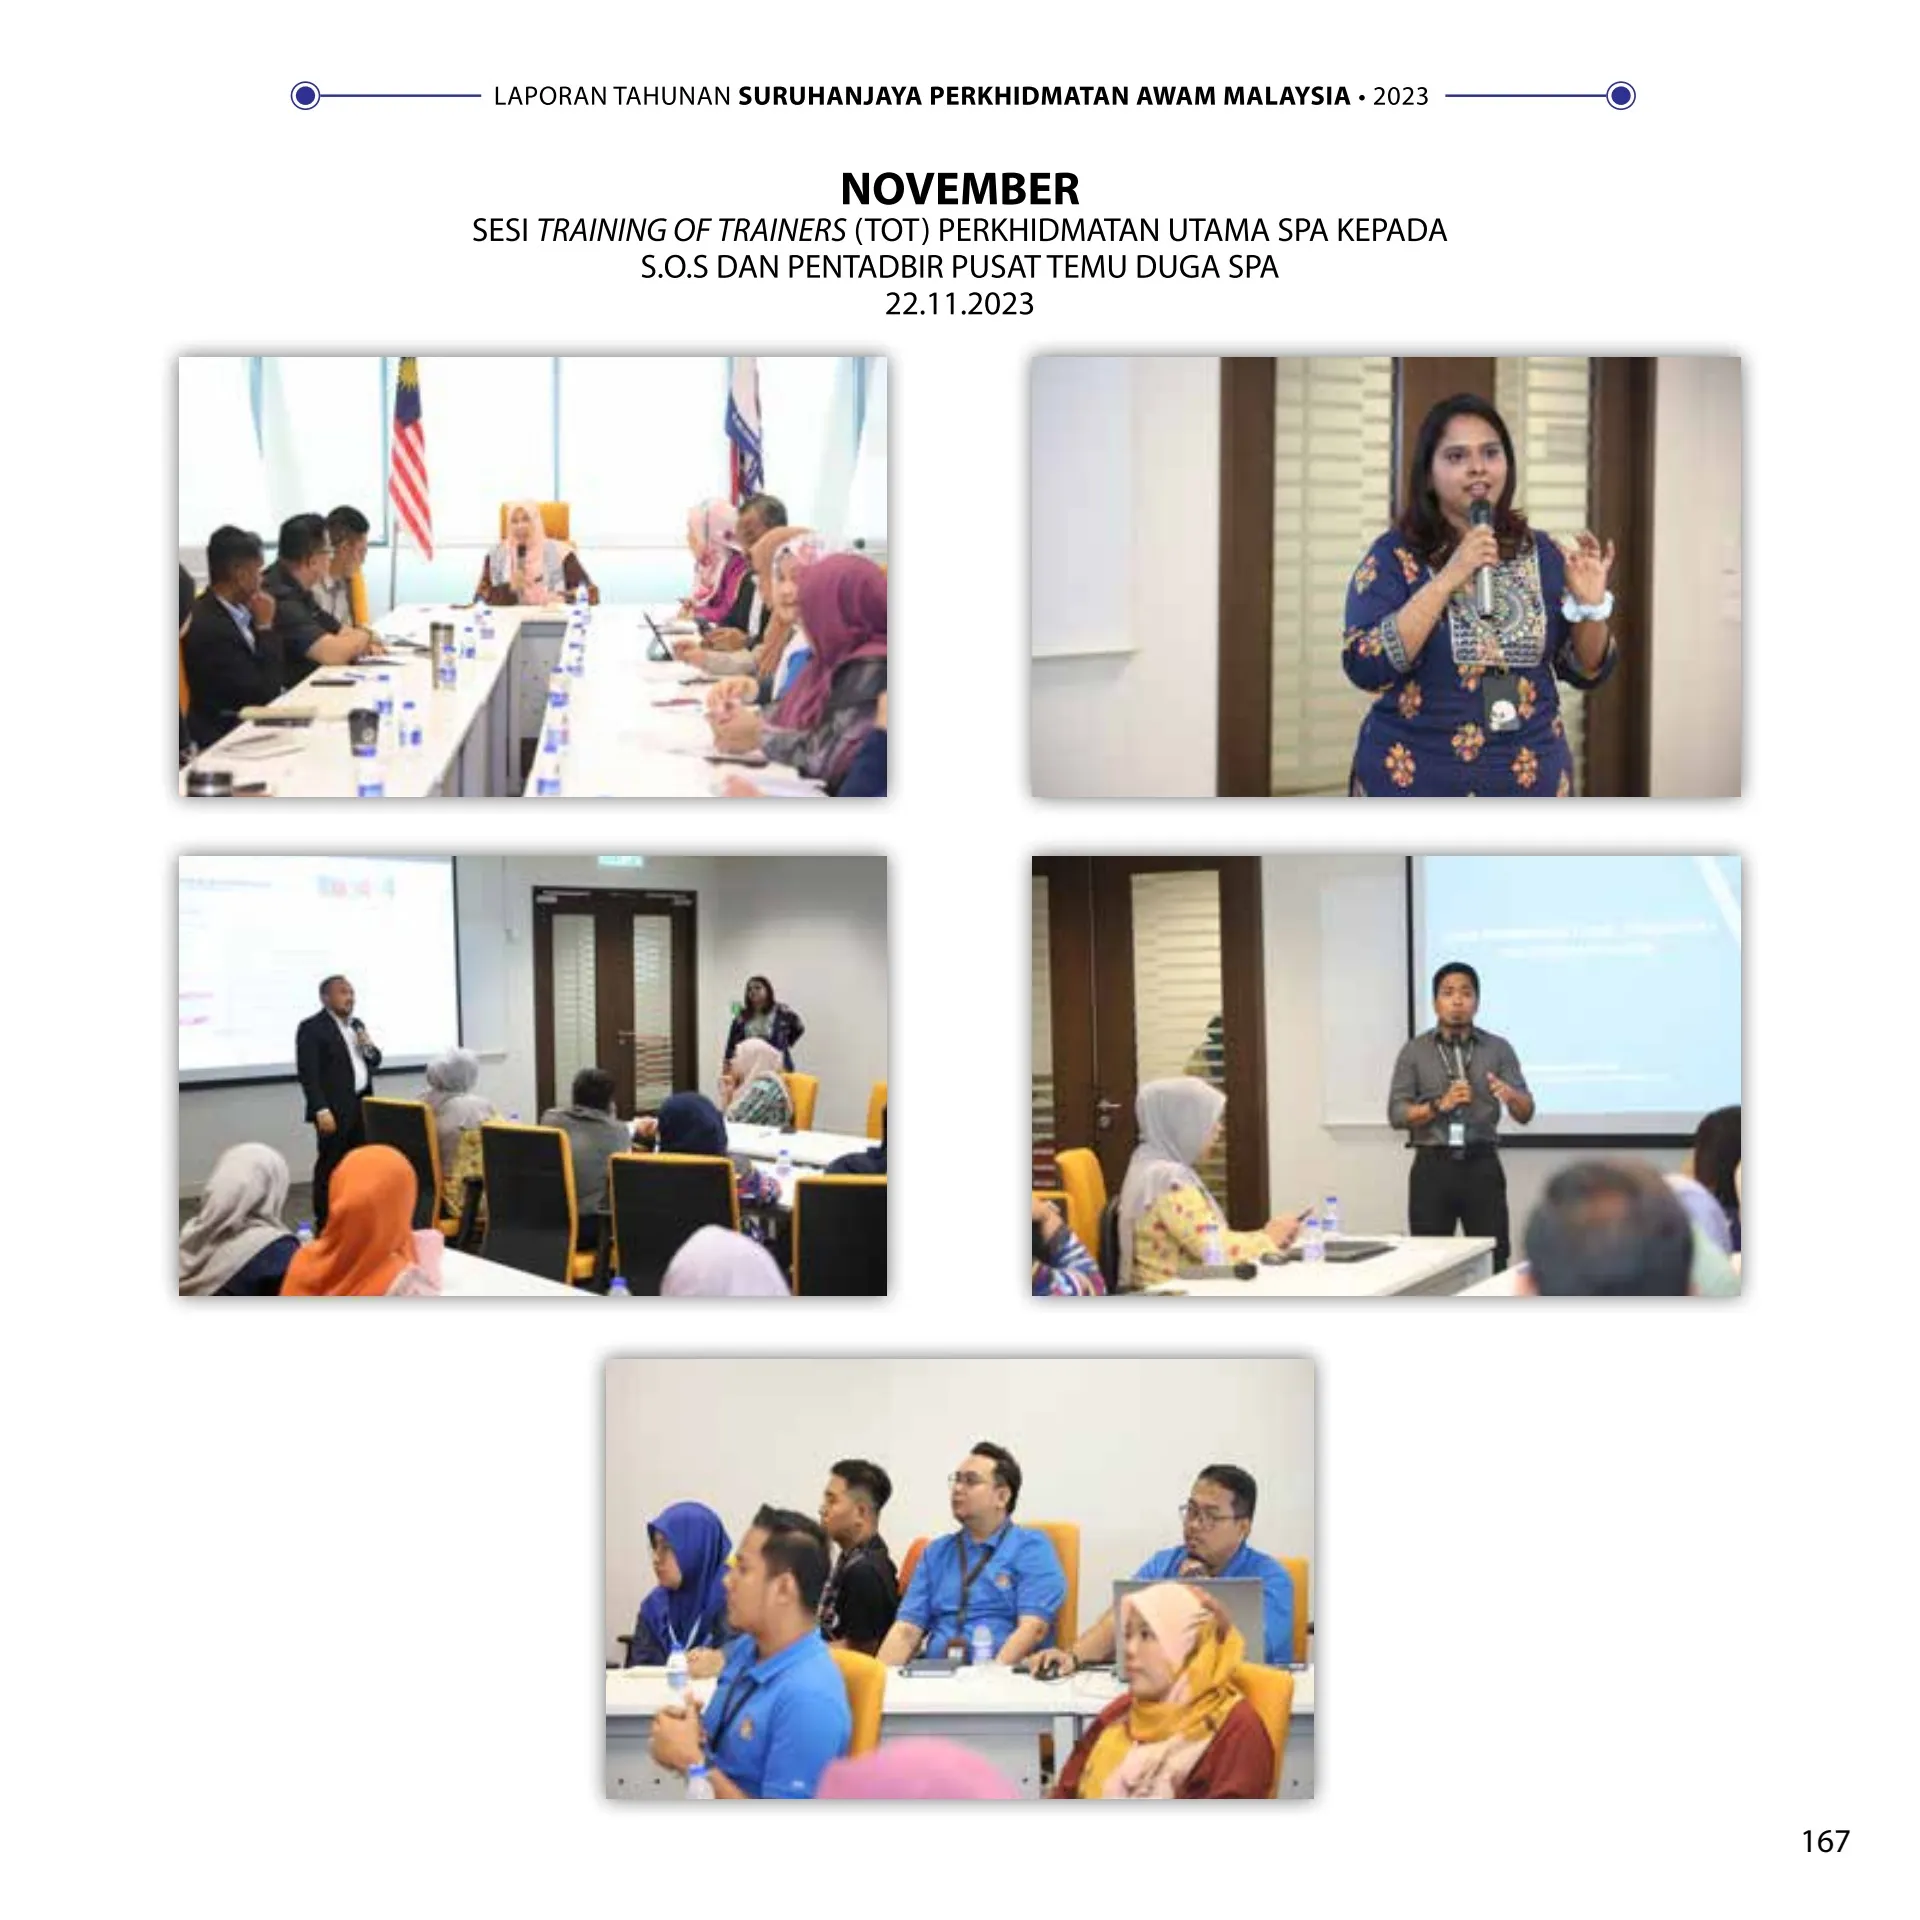 LAPORAN TAHUNAN SURUHANJAYA PERKHIDMATAN AWAM MALAYSIA • 2023
NOVEMBER
SESI TRAINING OF TRAINERS (TOT) PERKHIDMATAN UTAMA SPA KEPADA
S.O.S DAN PENTADBIR PUSAT TEMU DUGA SPA
22.11.2023
167